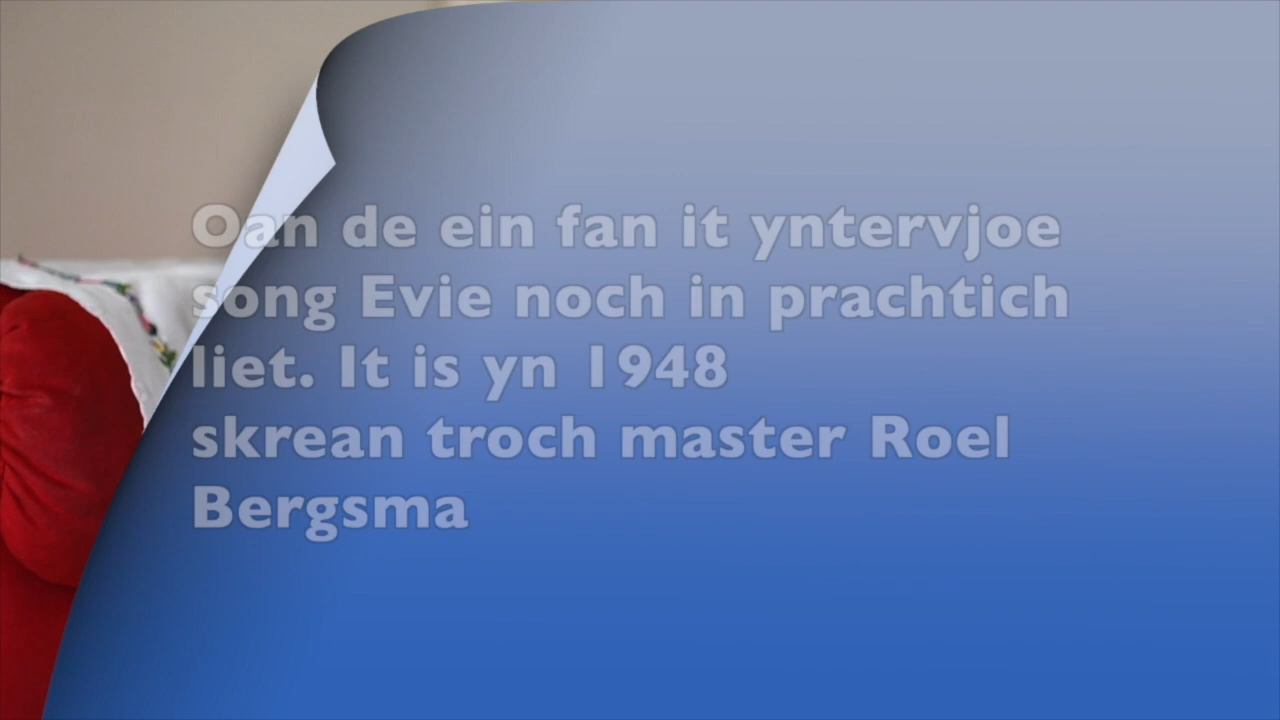 Oan de ein fan it yntervjoe
song Evie noch in prachtich
liet. It is yn 1948
skrean troch master Roel
Bergsma